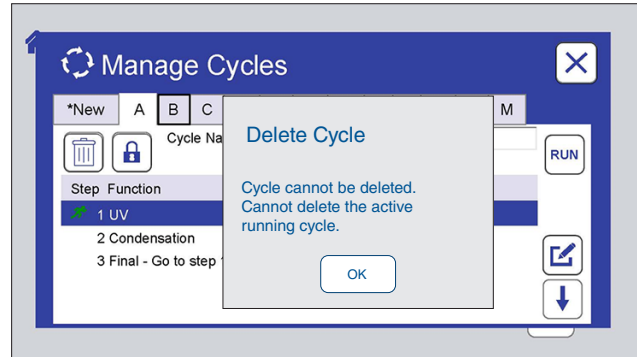 Manage Cycles
*New A B C M
Cycle Na
RUN
Step Function
1 UV
2 Condensation
3 Final - Go to step
Delete Cycle
Cycle cannot be deleted.
Cannot delete the active
running cycle.
OK